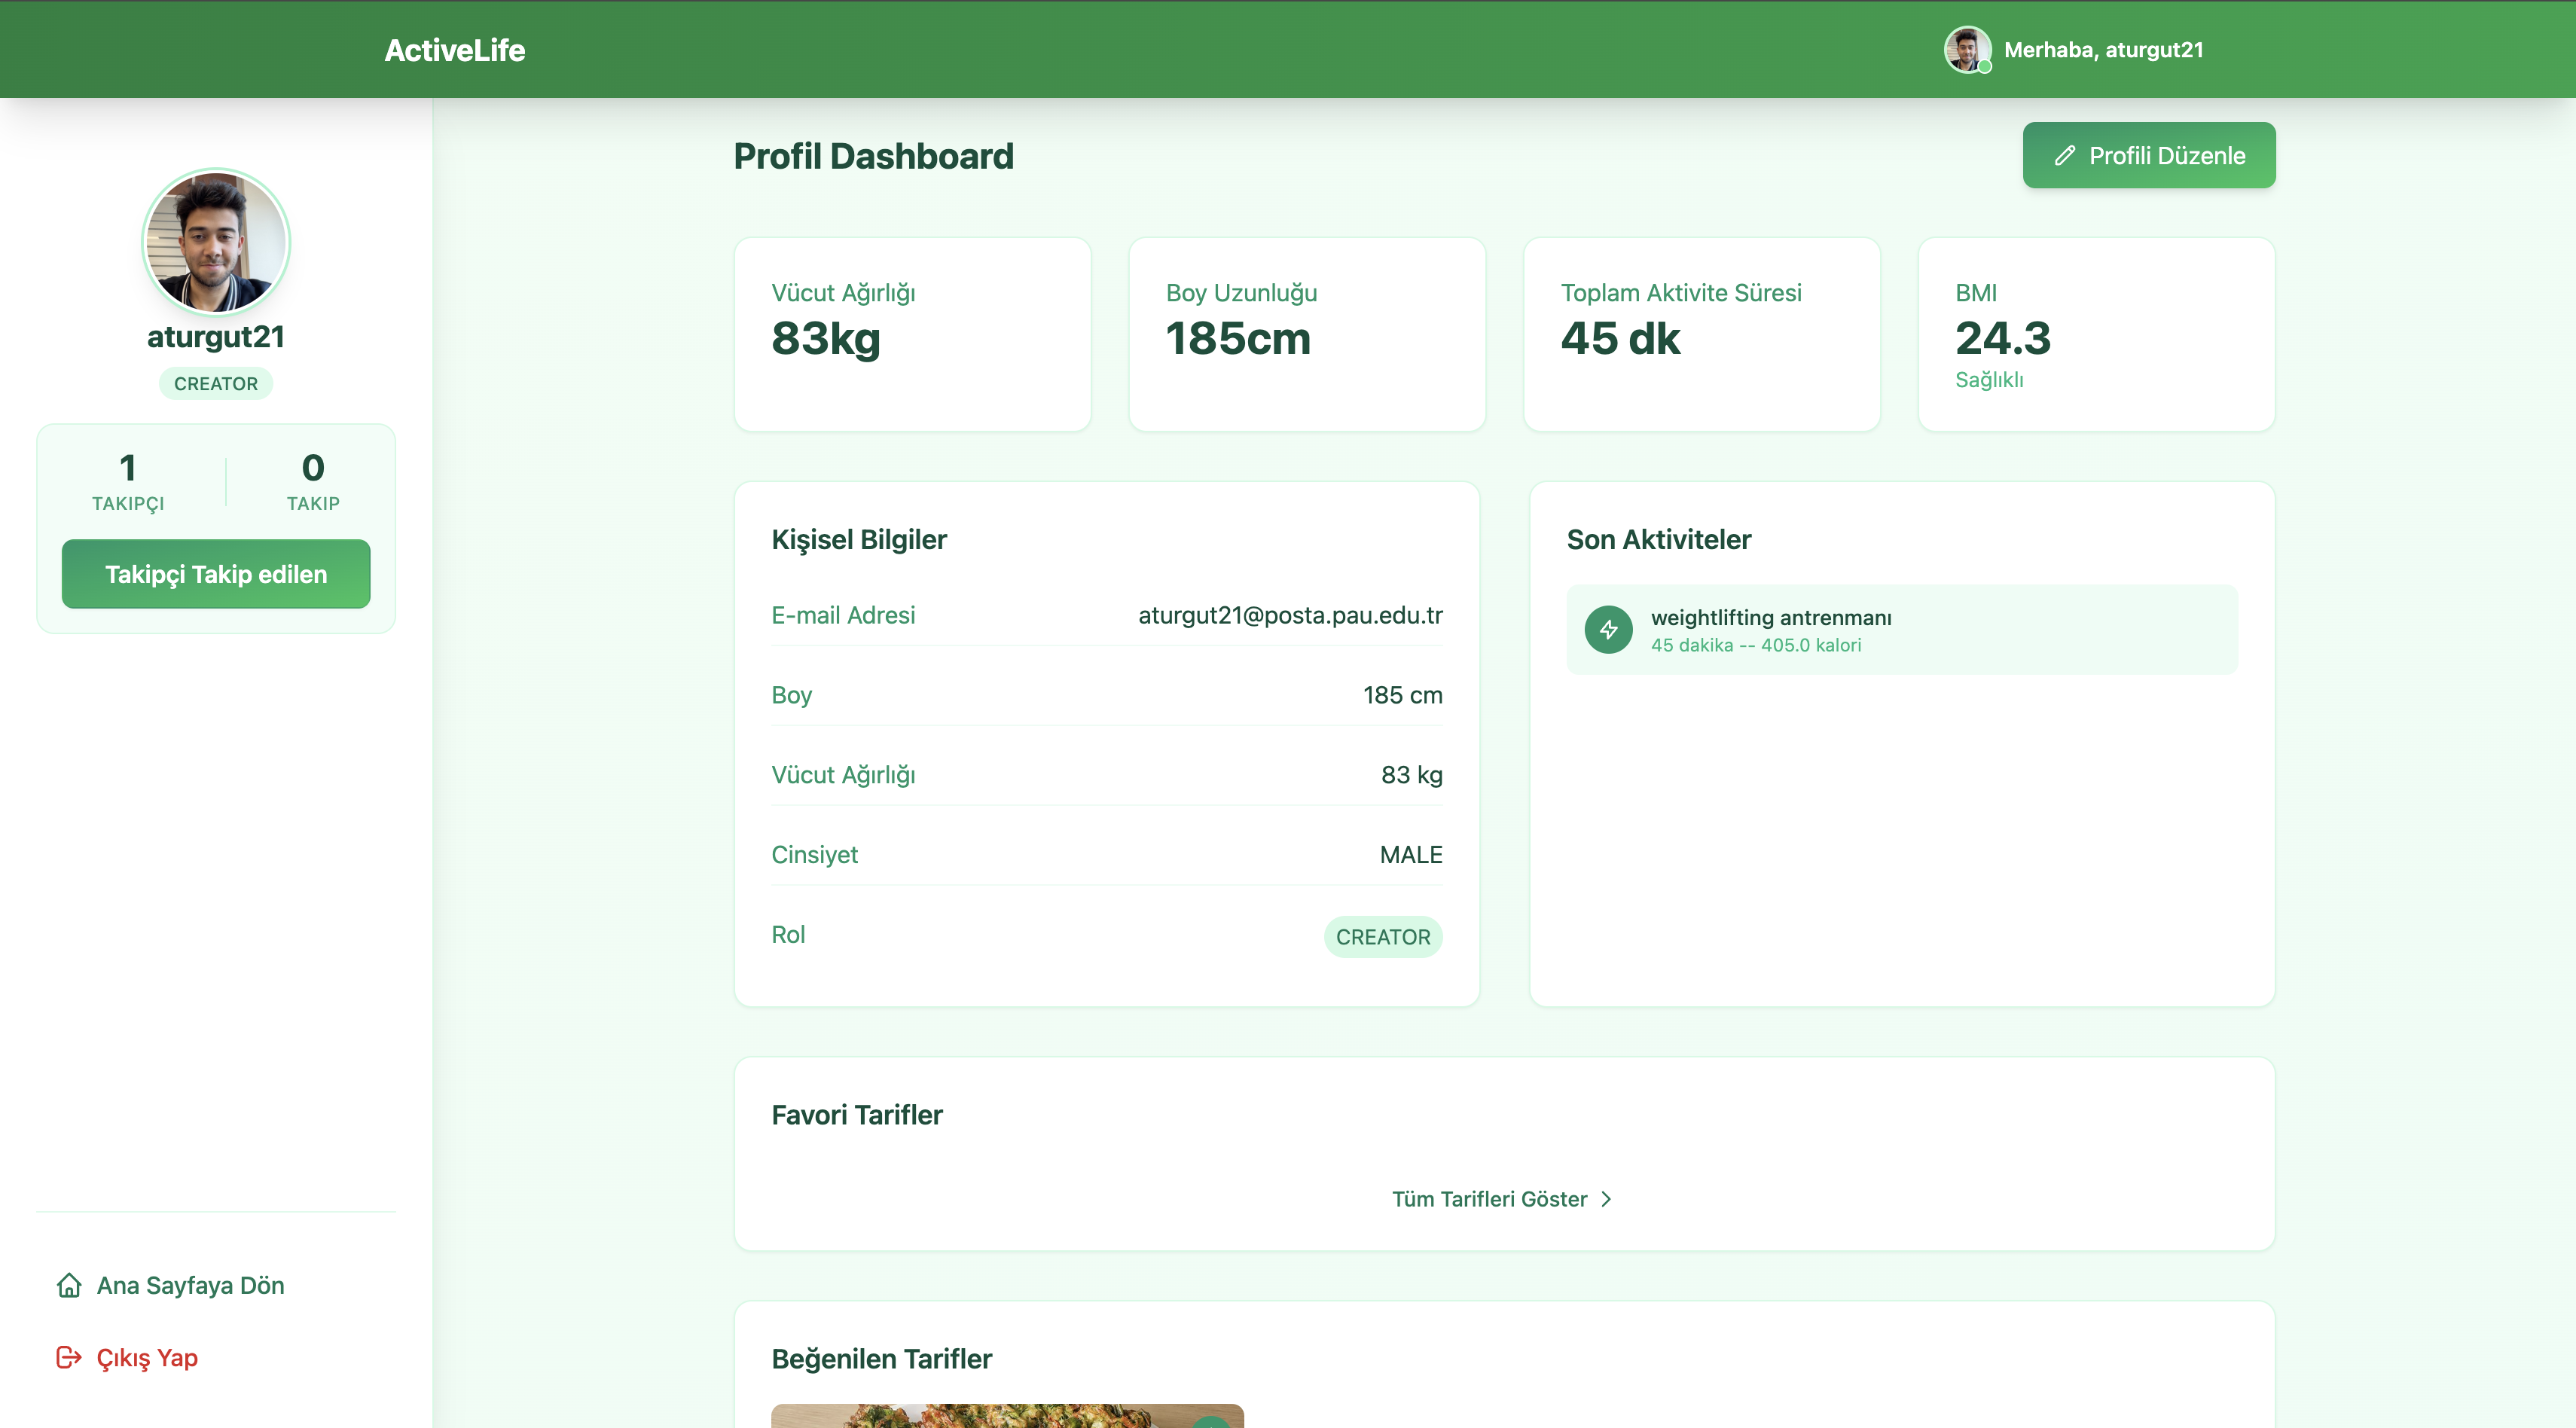 ActiveLife
Merhaba, aturgut21
aturgut21
CREATOR
1
TAKIPÇI
0
TAKIP
Takipçi Takip edilen
Ana Sayfaya Dön
Çıkış Yap
Profil Dashboard
Profili Düzenle
Vücut Ağırlığı
83kg
Boy Uzunluğu
185cm
Toplam Aktivite Süresi
45 dk
BMI
24.3
Sağlıklı
Kişisel Bilgiler
E-mail Adresi aturgut21@posta.pau.edu.tr
Boy 185 cm
Vücut Ağırlığı 83 kg
Cinsiyet MALE
Rol CREATOR
Son Aktiviteler
weightlifting antrenmanı
45 dakika -- 405.0 kalori
Favori Tarifler
Tüm Tarifleri Göster
Beğenilen Tarifler